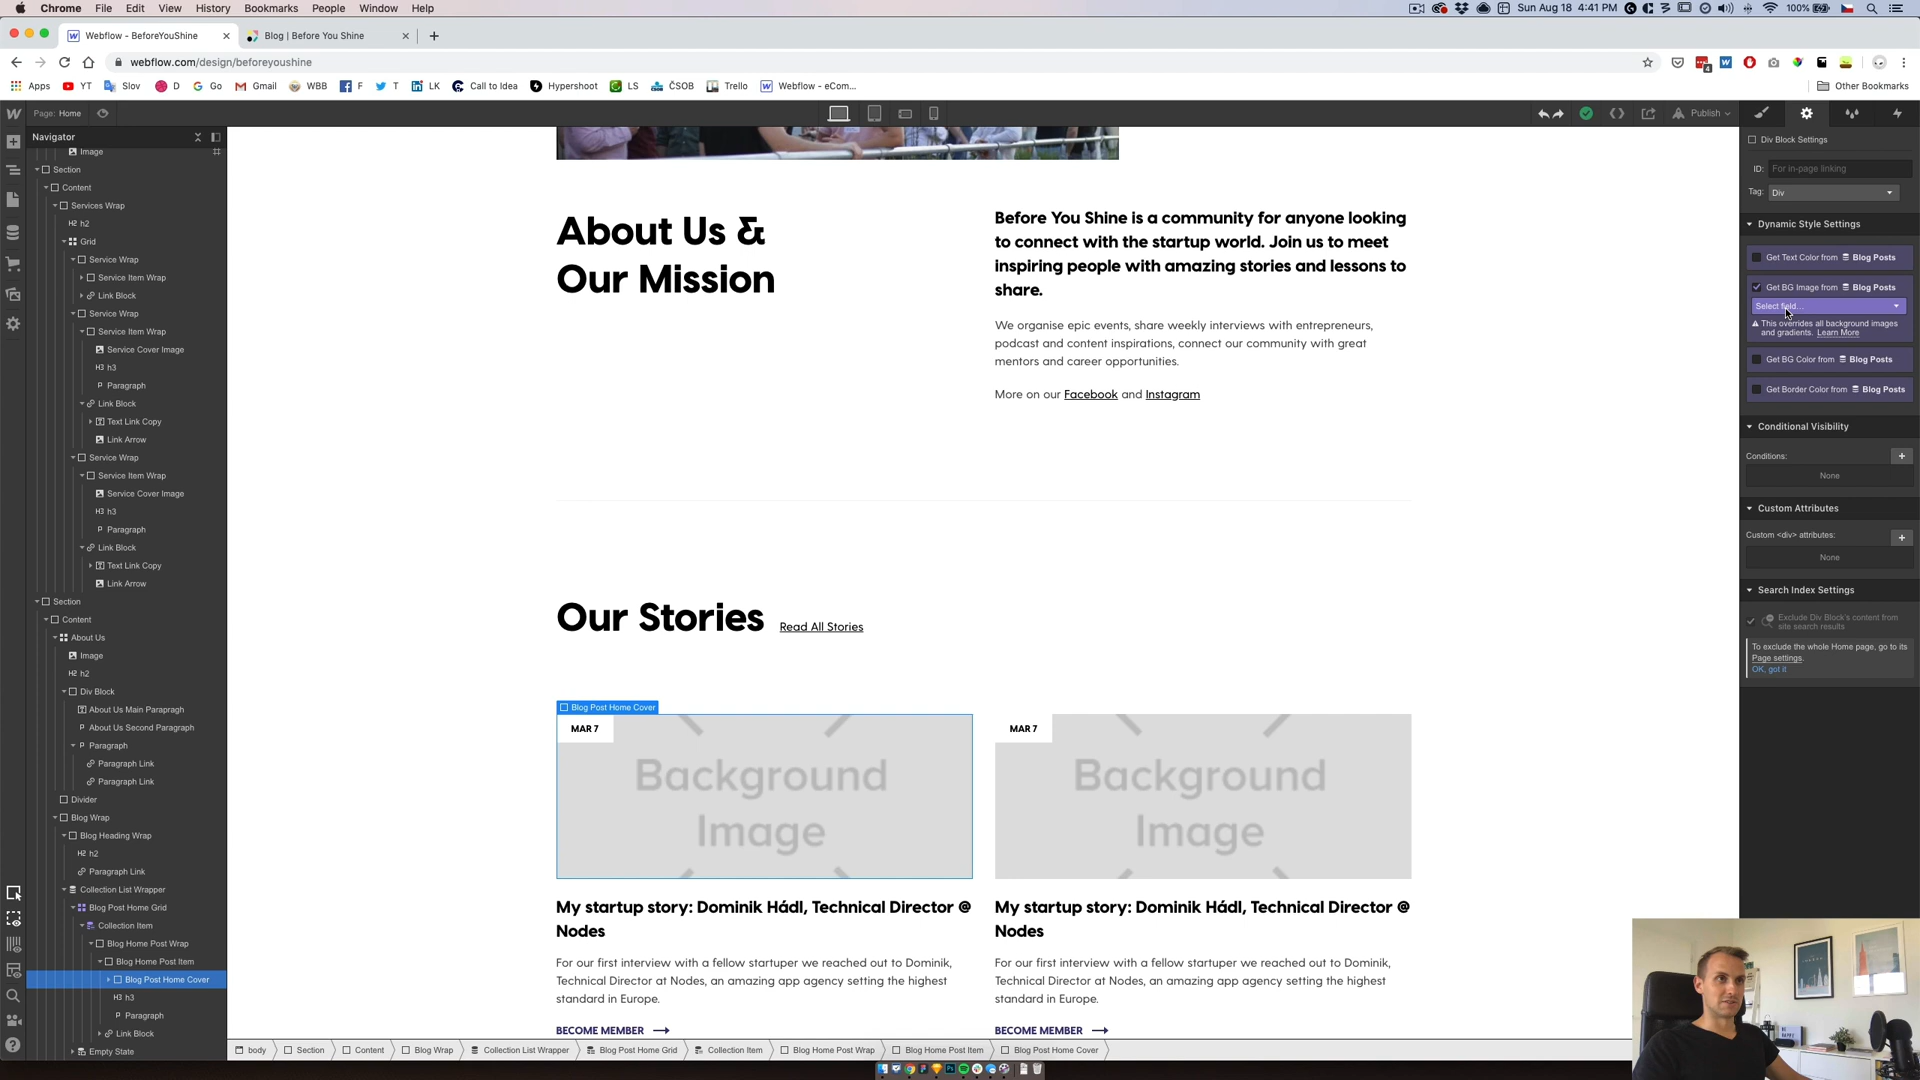 Chrome File Edit View History Bookmarks People Window Help
Sun Aug 18 4:41 PM
100%
Webflow - BeforeYouShine
Blog | Before You Shine
webflow.com/design/beforeyoushine
Apps YT Slov D Go Gmail WBB F T LK Call to Idea Hypershoot LS ČSOB Trello Webflow - eCom...
Other Bookmarks
Page: Home
Publish
Navigator
Image
Section
Content
Services Wrap
H2 h2
Grid
Service Wrap
Service Item Wrap
Link Block
Service Wrap
Service Item Wrap
Service Cover Image
H3 h3
P Paragraph
Link Block
Text Link Copy
Link Arrow
Service Wrap
Service Item Wrap
Service Cover Image
H3 h3
P Paragraph
Link Block
Text Link Copy
Link Arrow
Section
Content
About Us
Image
H2 h2
Div Block
About Us Main Parapragh
P About Us Second Paragraph
P Paragraph
Paragraph Link
Paragraph Link
Divider
Blog Wrap
Blog Heading Wrap
H2 h2
Paragraph Link
Collection List Wrapper
Blog Post Home Grid
Collection Item
Blog Home Post Wrap
Blog Home Post Item
Blog Post Home Cover
H3 h3
P Paragraph
Link Block
Empty State
About Us &
Our Mission
Before You Shine is a community for anyone looking
to connect with the startup world. Join us to meet
inspiring people with amazing stories and lessons to
share.
We organise epic events, share weekly interviews with entrepreneurs,
podcast and content inspirations, connect our community with great
mentors and career opportunities.
More on our Facebook and Instagram
Our Stories Read All Stories
Blog Post Home Cover
MAR 7
Background
Image
My startup story: Dominik Hádl, Technical Director @
Nodes
For our first interview with a fellow startuper we reached out to Dominik,
Technical Director at Nodes, an amazing app agency setting the highest
standard in Europe.
BECOME MEMBER
MAR 7
Background
Image
My startup story: Dominik Hádl, Technical Director @
Nodes
For our first interview with a fellow startuper we reached out to Dominik,
Technical Director at Nodes, an amazing app agency setting the highest
standard in Europe.
BECOME MEMBER
body Section Content Blog Wrap Collection List Wrapper Blog Post Home Grid Collection Item Blog Home Post Wrap Blog Home Post Item Blog Post Home Cover
Div Block Settings
ID: For in-page linking
Tag: Div
Dynamic Style Settings
Get Text Color from Blog Posts
Get BG Image from Blog Posts
Select field...
This overrides all background images
and gradients. Learn More
Get BG Color from Blog Posts
Get Border Color from Blog Posts
Conditional Visibility
Conditions:
None
Custom Attributes
Custom <div> attributes:
None
Search Index Settings
Exclude Div Block's content from
site search results
To exclude the whole Home page, go to its
Page settings.
OK, got it